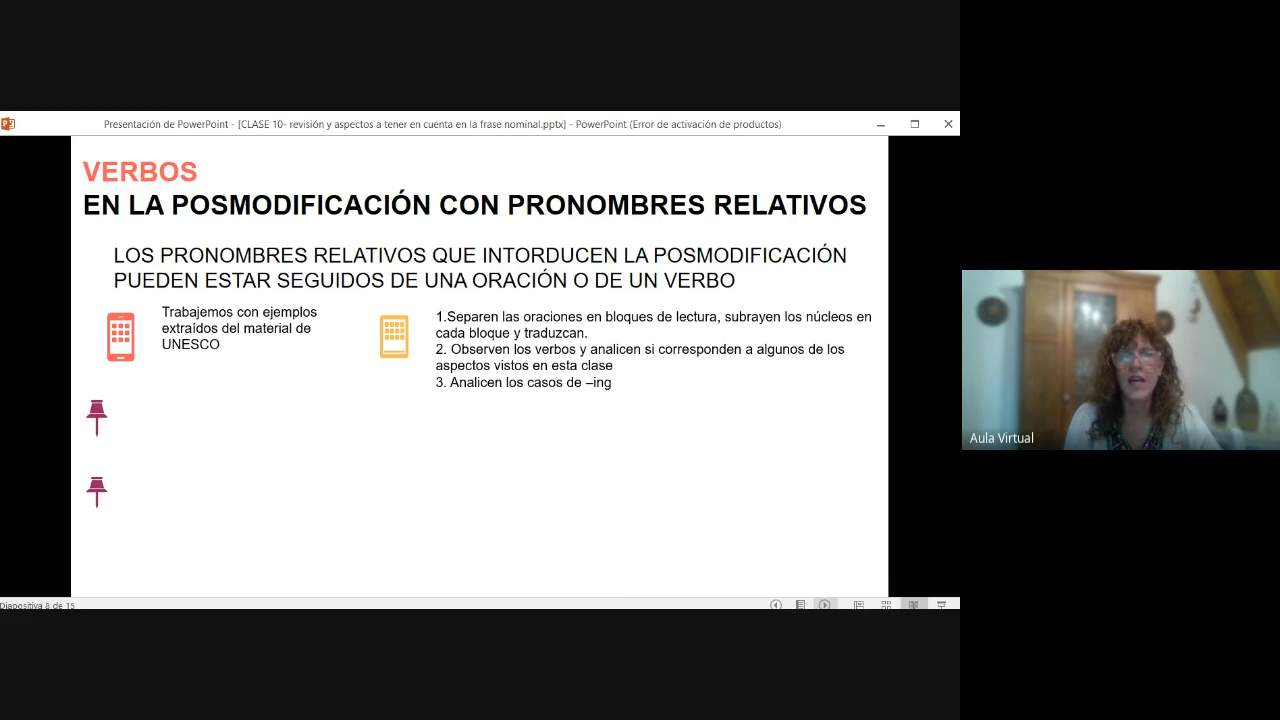 Presentación de PowerPoint - [CLASE 10- revisión y aspectos a tener en cuenta en la frase nominal.pptx] - PowerPoint (Error de activación de productos)
VERBOS
EN LA POSMODIFICACIÓN CON PRONOMBRES RELATIVOS
LOS PRONOMBRES RELATIVOS QUE INTORDUCEN LA POSMODIFICACIÓN
PUEDEN ESTAR SEGUIDOS DE UNA ORACIÓN O DE UN VERBO
Trabajemos con ejemplos
extraídos del material de
UNESCO
1.Separen las oraciones en bloques de lectura, subrayen los núcleos en
cada bloque y traduzcan.
2. Observen los verbos y analicen si corresponden a algunos de los
aspectos vistos en esta clase
3. Analicen los casos de –ing
Aula Virtual
Diapositiva 8 de 15